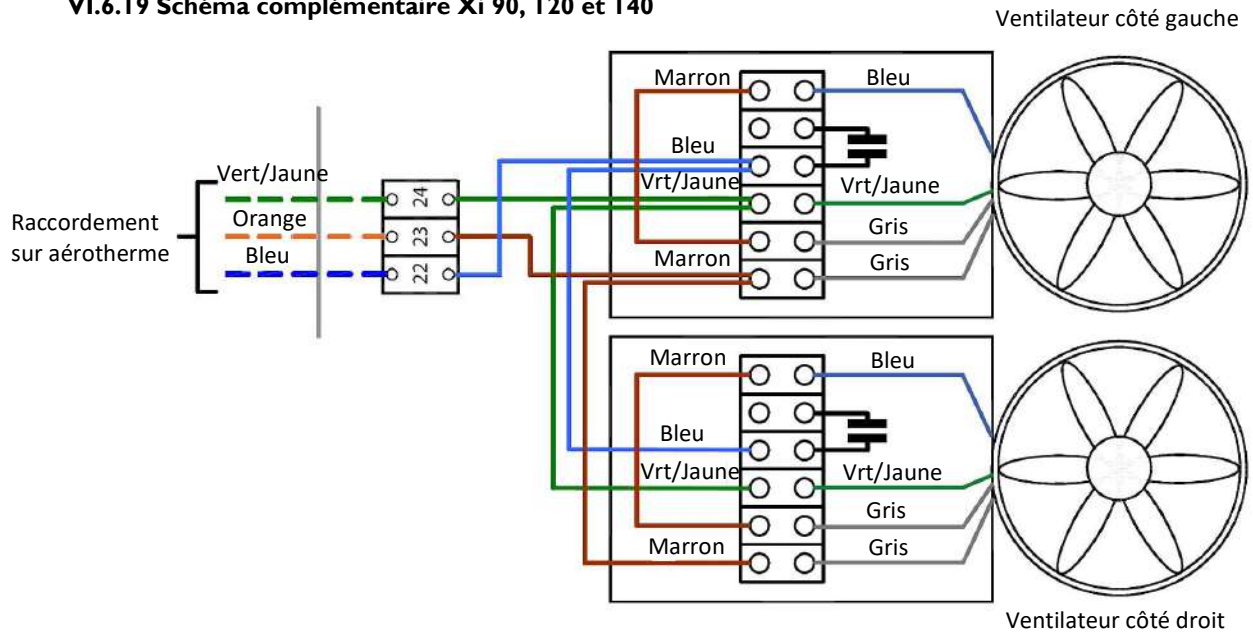 VI.6.19 Schéma complémentaire Xi 90, 120 et 140
Ventilateur côté gauche
Marron
Bleu
Bleu
Vrt/Jaune
Vrt/Jaune
Gris
Marron
Gris
Vert/Jaune
Orange
Bleu
Raccordement
sur aérotherme
24
23
22
Marron
Bleu
Bleu
Vrt/Jaune
Vrt/Jaune
Gris
Marron
Gris
Ventilateur côté droit